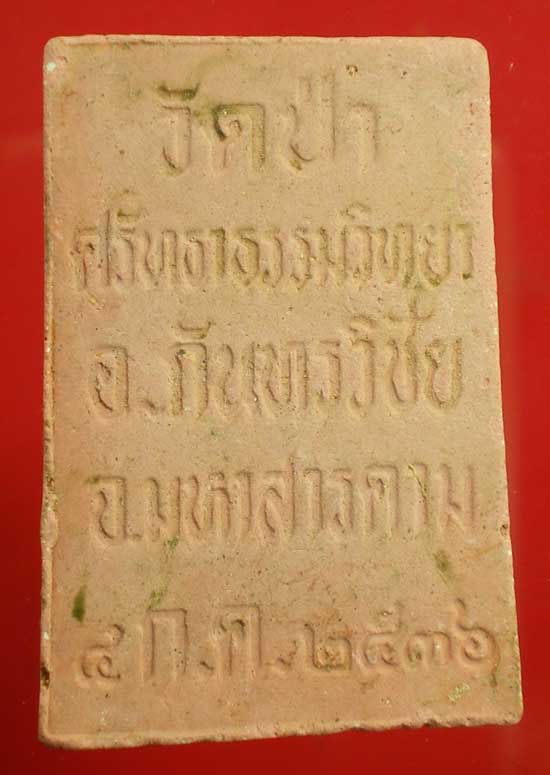 วัดป่า
ศรัทธาธรรมวิทยา
อ.กันทรวิชัย
จ.มหาสารคาม
๔ ก.ค. ๒๕๓๖